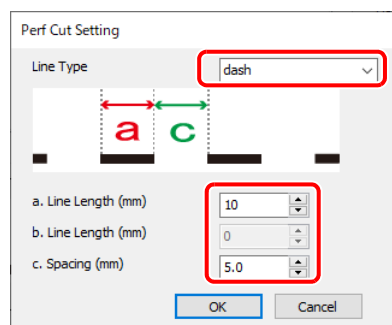 Perf Cut Setting
Line Type dash
a c
a. Line Length (mm) 10
b. Line Length (mm) 0
c. Spacing (mm) 5.0
OK Cancel